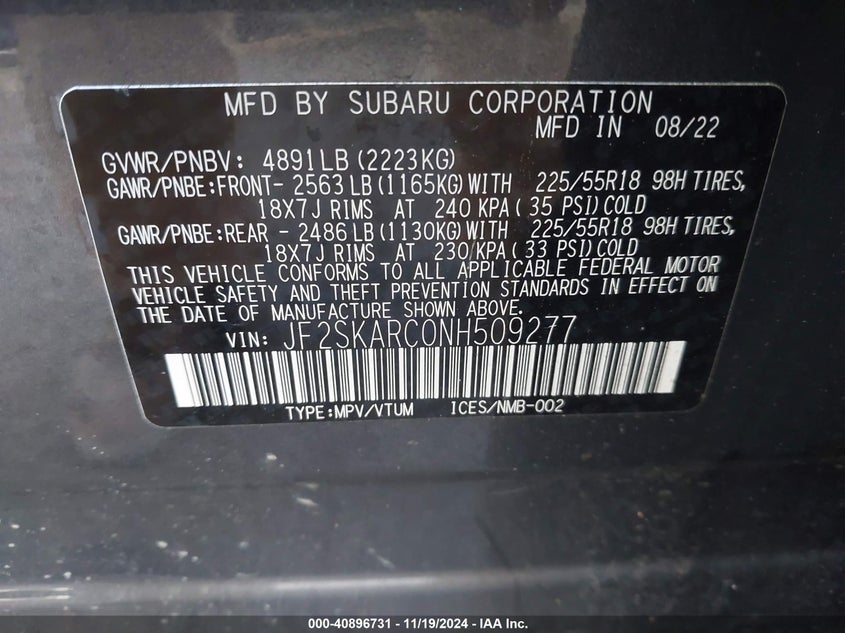 MFD BY SUBARU CORPORATION
MFD IN 08/22
GVWR/PNBV: 4891LB (2223KG)
GAWR/PNBE:FRONT- 2563LB (1165KG) WITH 225/55R18 98H TIRES,
18X7J RIMS AT 240 KPA( 35 PSI) COLD
GAWR/PNBE:REAR - 2486LB (1130KG) WITH 225/55R18 98H TIRES,
18X7J RIMS AT 230 KPA( 33 PSI) COLD
THIS VEHICLE CONFORMS TO ALL APPLICABLE FEDERAL MOTOR
VEHICLE SAFETY AND THEFT PREVENTION STANDARDS IN EFFECT ON
THE DATE OF MANUFACTURE SHOWN ABOVE.
VIN: JF2SKARC0NH509277
TYPE:MPV/VTUM ICES/NMB-002
000-40896731 - 11/19/2024 - IAA Inc.